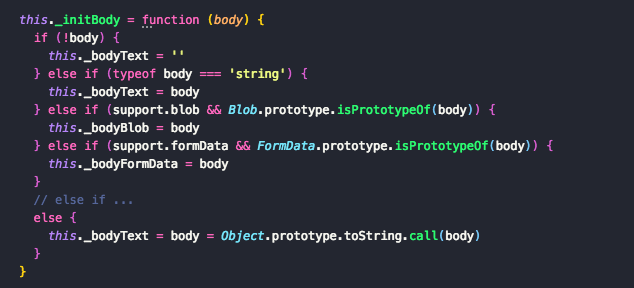 this._initBody = function (body) {
  if (!body) {
    this._bodyText = ''
  } else if (typeof body === 'string') {
    this._bodyText = body
  } else if (support.blob && Blob.prototype.isPrototypeOf(body)) {
    this._bodyBlob = body
  } else if (support.formData && FormData.prototype.isPrototypeOf(body)) {
    this._bodyFormData = body
  }
  // else if ...
  else {
    this._bodyText = body = Object.prototype.toString.call(body)
  }
}